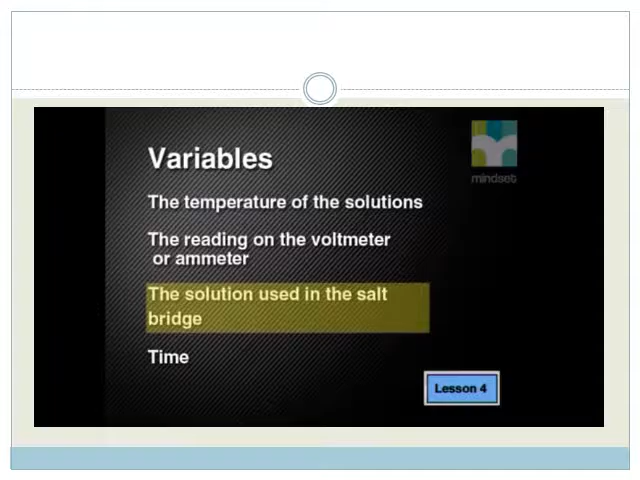 Variables
mindset
The temperature of the solutions
The reading on the voltmeter
or ammeter
The solution used in the salt
bridge
Time
Lesson 4